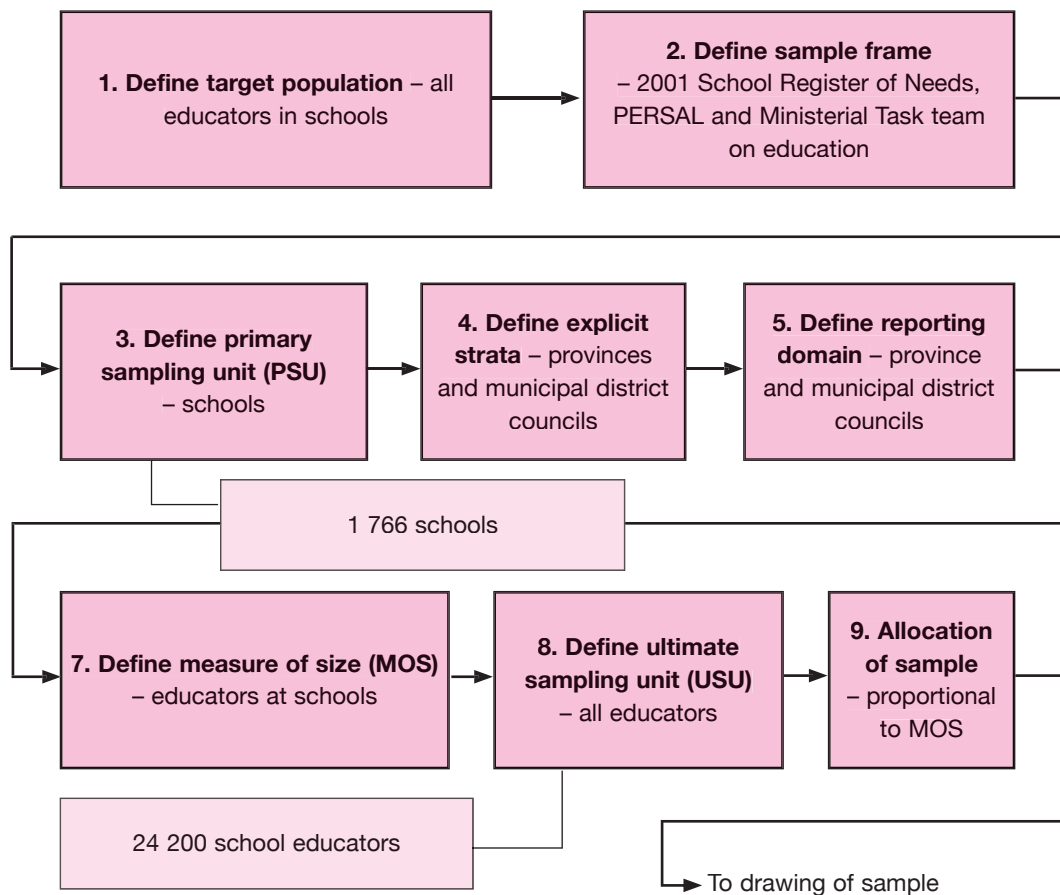 1. Define target population – all
educators in schools
2. Define sample frame
– 2001 School Register of Needs,
PERSAL and Ministerial Task team
on education
3. Define primary
sampling unit (PSU)
– schools
4. Define explicit
strata – provinces
and municipal district
councils
5. Define reporting
domain – province
and municipal district
councils
1 766 schools
7. Define measure of size (MOS)
– educators at schools
8. Define ultimate
sampling unit (USU)
– all educators
9. Allocation
of sample
– proportional
to MOS
24 200 school educators
To drawing of sample